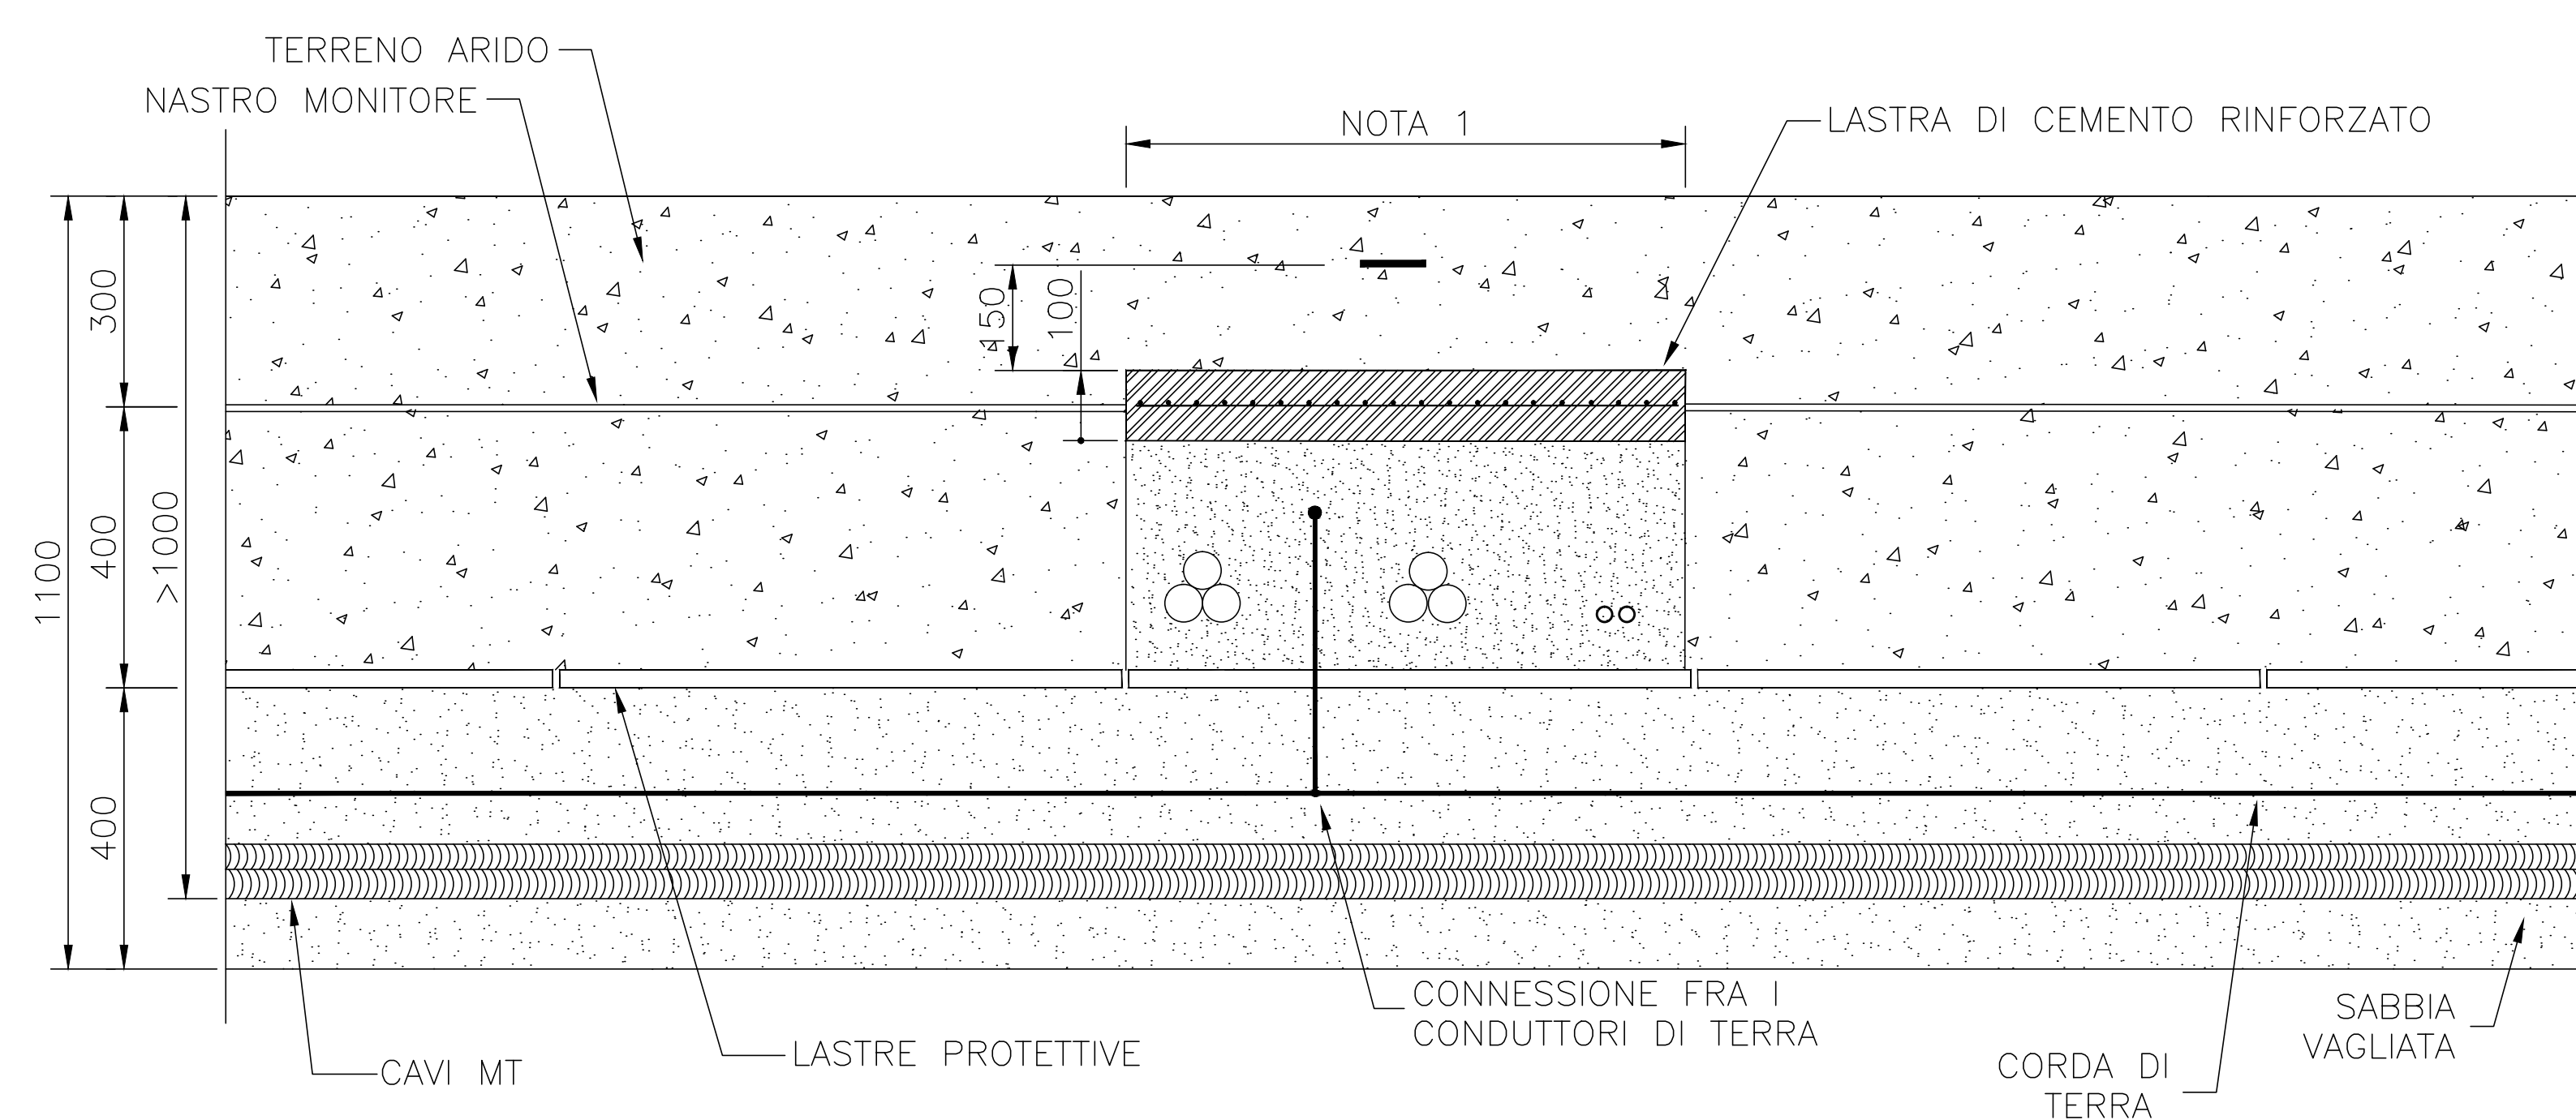 TERRENO ARIDO
NASTRO MONITORE
NOTA 1
LASTRA DI CEMENTO RINFORZATO
300
150
100
1100
400
>1000
400
CONNESSIONE FRA I
CONDUTTORI DI TERRA
SABBIA
VAGLIATA
LASTRE PROTETTIVE
CAVI MT
CORDA DI
TERRA